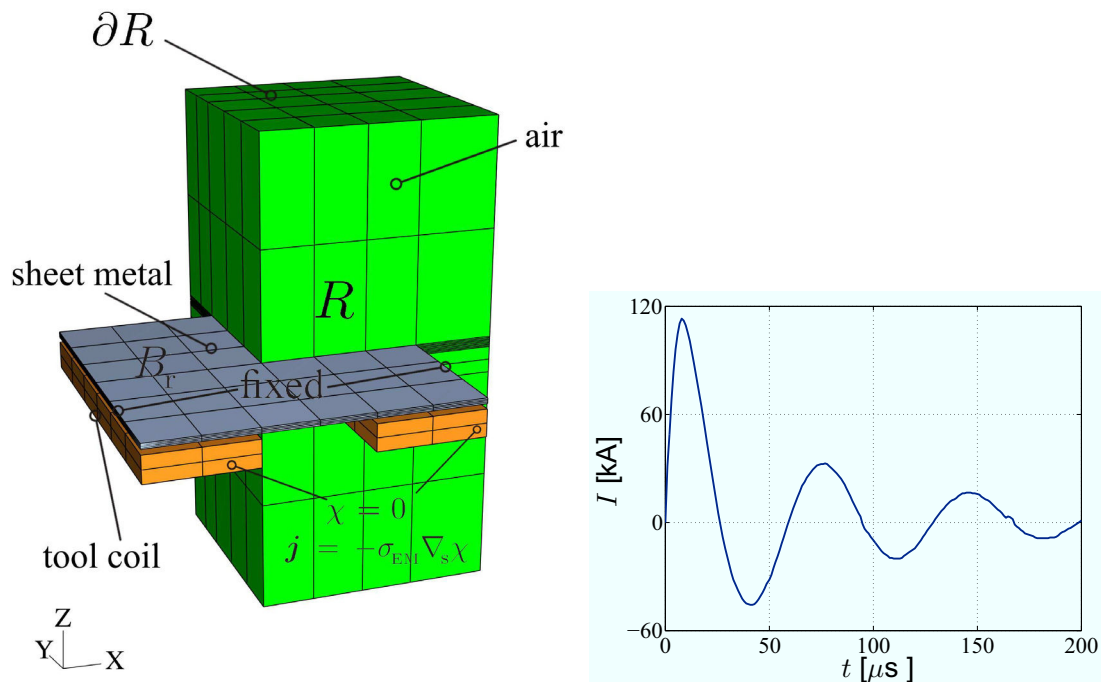 ∂R
air
sheet metal
R
B_r
fixed
χ = 0
j = −σ_EM ∇_s χ
tool coil
Z
Y
X
120
60
0
−60
I [kA]
0
50
100
150
200
t [μs ]